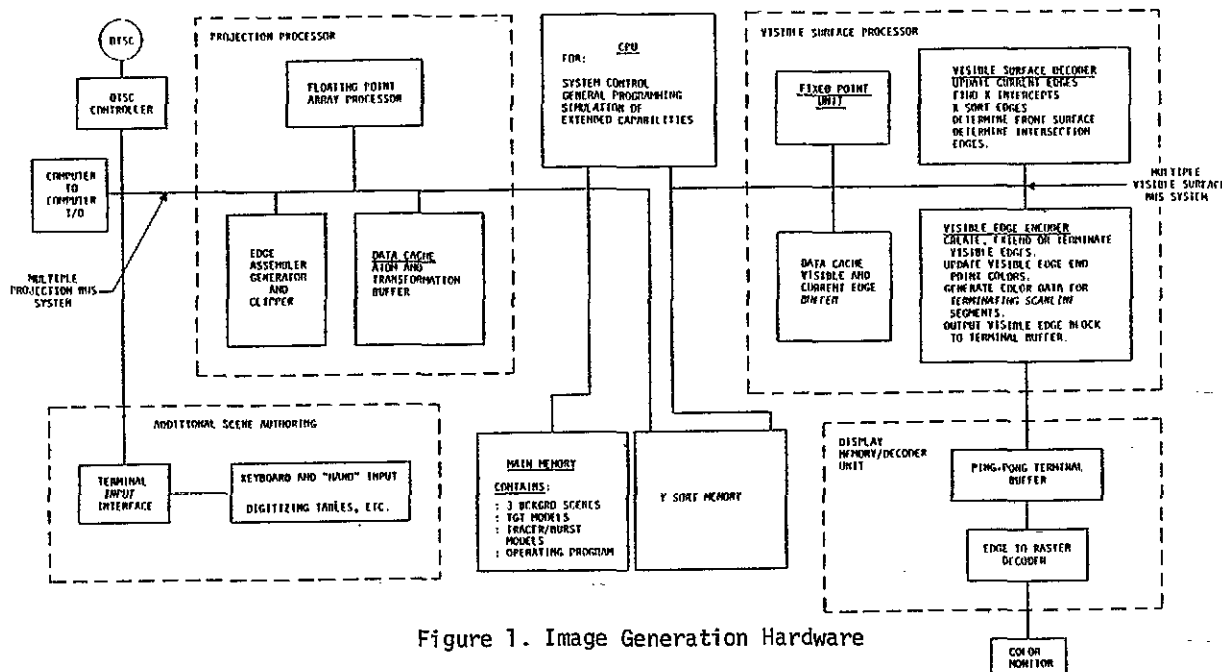 DTSC
DTSC
CONTROLLER
COMPUTER
TO
COMPUTER
I/O
MULTIPLE
PROJECTION BUS
SYSTEM
PROJECTION PROCESSOR
FLOATING POINT
ARRAY PROCESSOR
EDGE
ASSEMBLER
GENERATOR
AND
CLIPPER
DATA CACHE
ATOM AND
TRANSFORMATION
BUFFER
CPU
FOR:
SYSTEM CONTROL
GENERAL PROGRAMMING
SIMULATION OF
EXTENDED CAPABILITIES
VISIBLE SURFACE PROCESSOR
FIXED POINT
UNIT
VISIBLE SURFACE DECODER
UPDATE CURRENT EDGES
FIND X INTERCEPTS
X SORT EDGES
DETERMINE FRONT SURFACE
DETERMINE INTERSECTION
EDGES.
MULTIPLE
VISIBLE SURFACE
BUS SYSTEM
DATA CACHE
VISIBLE AND
CURRENT EDGE
BUFFER
VISIBLE EDGE ENCODER
CREATE, EXTEND OR TERMINATE
VISIBLE EDGES.
UPDATE VISIBLE EDGE END
POINT COLORS.
GENERATE COLOR DATA FOR
TERMINATING SCANLINE
SEGMENTS.
OUTPUT VISIBLE EDGE BLOCK
TO TERMINAL BUFFER.
ADDITIONAL SCENE AUTHORING
TERMINAL
INPUT
INTERFACE
KEYBOARD AND "HAND" INPUT
DIGITIZING TABLES, ETC.
MAIN MEMORY
CONTAINS:
: 3 BCKGRD SCENES
: TGT MODELS
: TRACER/BURST
MODELS
: OPERATING PROGRAM
Y SORT MEMORY
DISPLAY
MEMORY/DECODER
UNIT
PING-PONG TERMINAL
BUFFER
EDGE TO RASTER
DECODER
COLOR
MONITOR
Figure 1. Image Generation Hardware